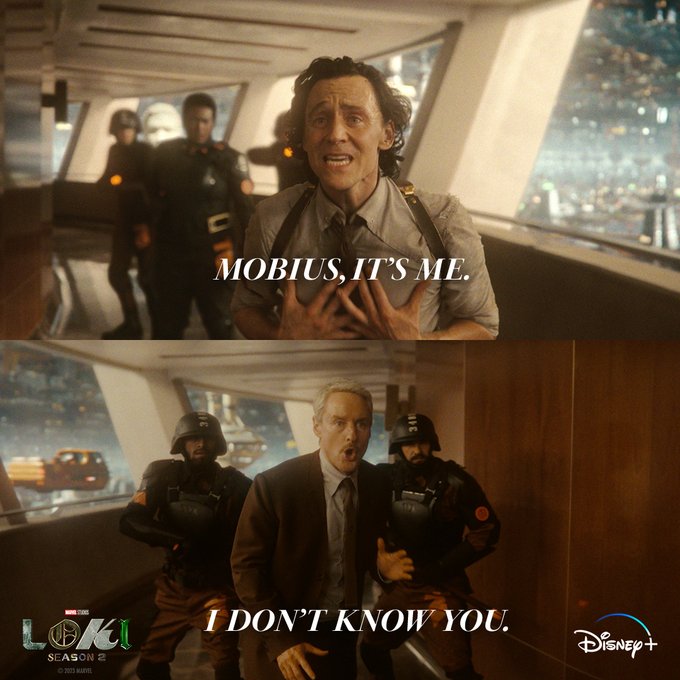 MOBIUS, IT'S ME.
I DON'T KNOW YOU.
MARVEL STUDIOS
LOKI
SEASON 2
© 2023 MARVEL
Disney+